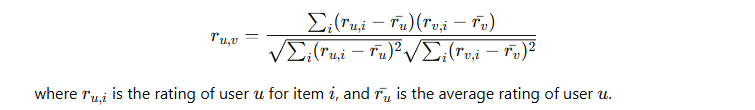 r_{u,v} = \frac{\sum_i (r_{u,i} - \bar{r_u})(r_{v,i} - \bar{r_v})}{\sqrt{\sum_i (r_{u,i} - \bar{r_u})^2} \sqrt{\sum_i (r_{v,i} - \bar{r_v})^2}}
where r_{u,i} is the rating of user u for item i, and \bar{r_u} is the average rating of user u.